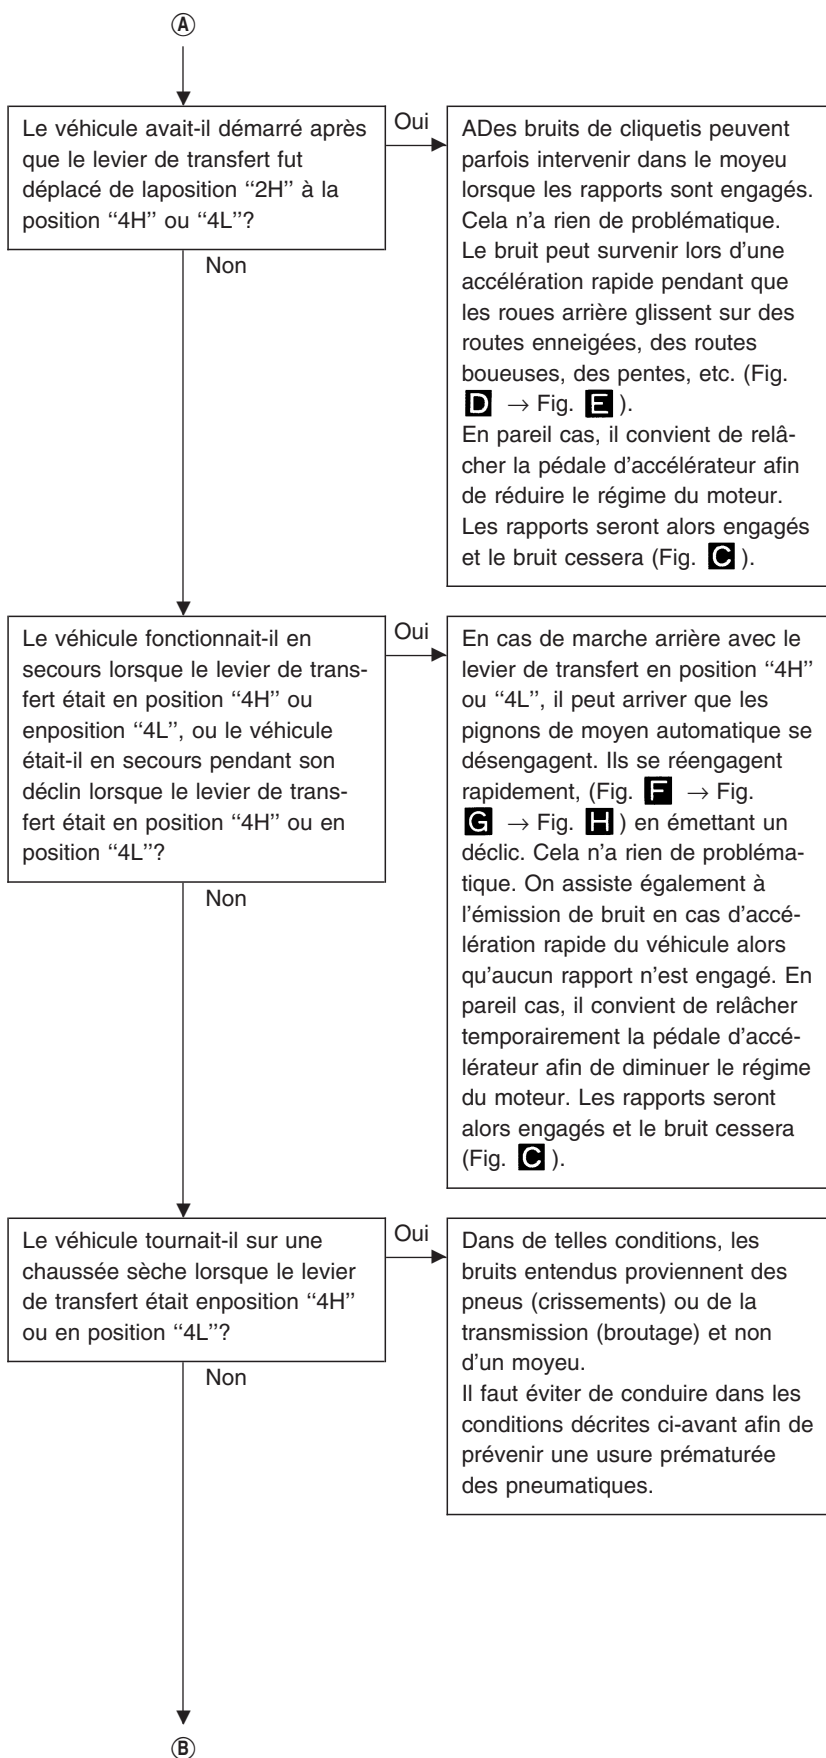 Ⓐ
Le véhicule avait-il démarré après
que le levier de transfert fut
déplacé de laposition ‘‘2H’’ à la
position ‘‘4H’’ ou ‘‘4L’’?
Oui
ADes bruits de cliquetis peuvent
parfois intervenir dans le moyeu
lorsque les rapports sont engagés.
Cela n’a rien de problématique.
Le bruit peut survenir lors d’une
accélération rapide pendant que
les roues arrière glissent sur des
routes enneigées, des routes
boueuses, des pentes, etc. (Fig.
D → Fig. E ).
En pareil cas, il convient de relâ-
cher la pédale d’accélérateur afin
de réduire le régime du moteur.
Les rapports seront alors engagés
et le bruit cessera (Fig. C ).
Non
Le véhicule fonctionnait-il en
secours lorsque le levier de trans-
fert était en position ‘‘4H’’ ou
enposition ‘‘4L’’, ou le véhicule
était-il en secours pendant son
déclin lorsque le levier de trans-
fert était en position ‘‘4H’’ ou en
position ‘‘4L’’?
Oui
En cas de marche arrière avec le
levier de transfert en position ‘‘4H’’
ou ‘‘4L’’, il peut arriver que les
pignons de moyen automatique se
désengagent. Ils se réengagent
rapidement, (Fig. F → Fig.
G → Fig. H ) en émettant un
déclic. Cela n’a rien de probléma-
tique. On assiste également à
l’émission de bruit en cas d’accé-
lération rapide du véhicule alors
qu’aucun rapport n’est engagé. En
pareil cas, il convient de relâcher
temporairement la pédale d’accé-
lérateur afin de diminuer le régime
du moteur. Les rapports seront
alors engagés et le bruit cessera
(Fig. C ).
Non
Le véhicule tournait-il sur une
chaussée sèche lorsque le levier
de transfert était enposition ‘‘4H’’
ou en position ‘‘4L’’?
Oui
Dans de telles conditions, les
bruits entendus proviennent des
pneus (crissements) ou de la
transmission (broutage) et non
d’un moyeu.
Il faut éviter de conduire dans les
conditions décrites ci-avant afin de
prévenir une usure prématurée
des pneumatiques.
Non
Ⓑ